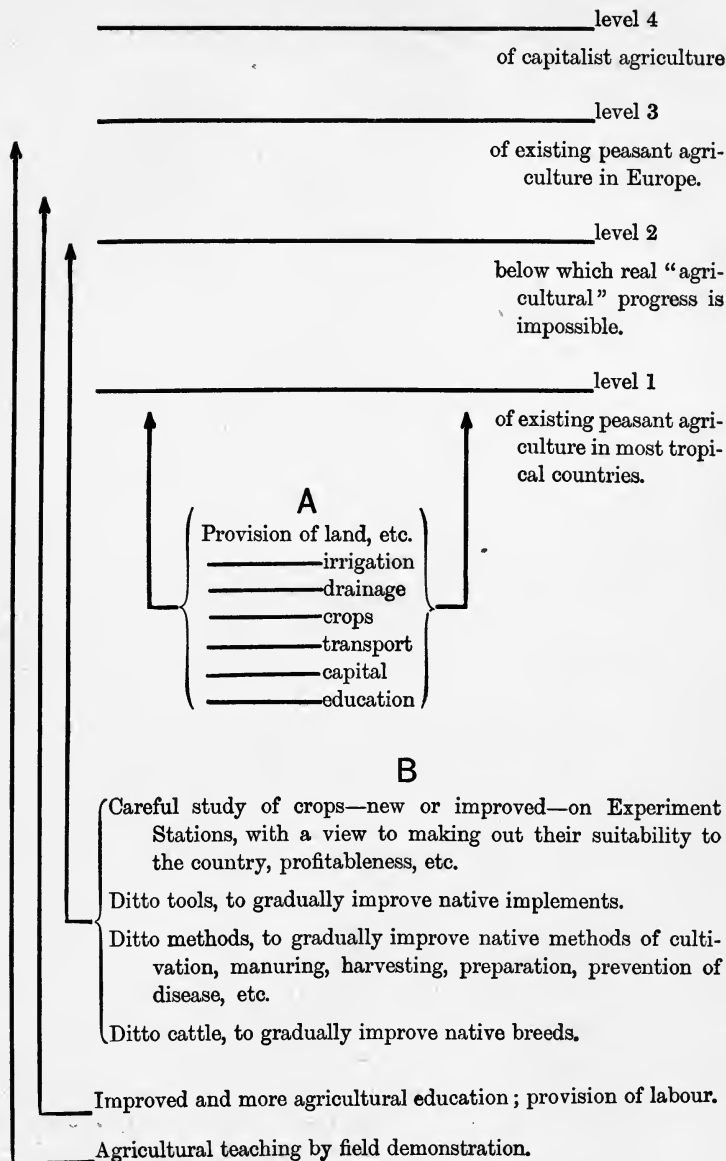 level 4
of capitalist agriculture
level 3
of existing peasant agri-
culture in Europe.
level 2
below which real "agri-
cultural" progress is
impossible.
level 1
of existing peasant agri-
culture in most tropi-
cal countries.
A
Provision of land, etc.
irrigation
drainage
crops
transport
capital
education
B
Careful study of crops—new or improved—on Experiment
Stations, with a view to making out their suitability to
the country, profitableness, etc.
Ditto tools, to gradually improve native implements.
Ditto methods, to gradually improve native methods of culti-
vation, manuring, harvesting, preparation, prevention of
disease, etc.
Ditto cattle, to gradually improve native breeds.
Improved and more agricultural education; provision of labour.
Agricultural teaching by field demonstration.